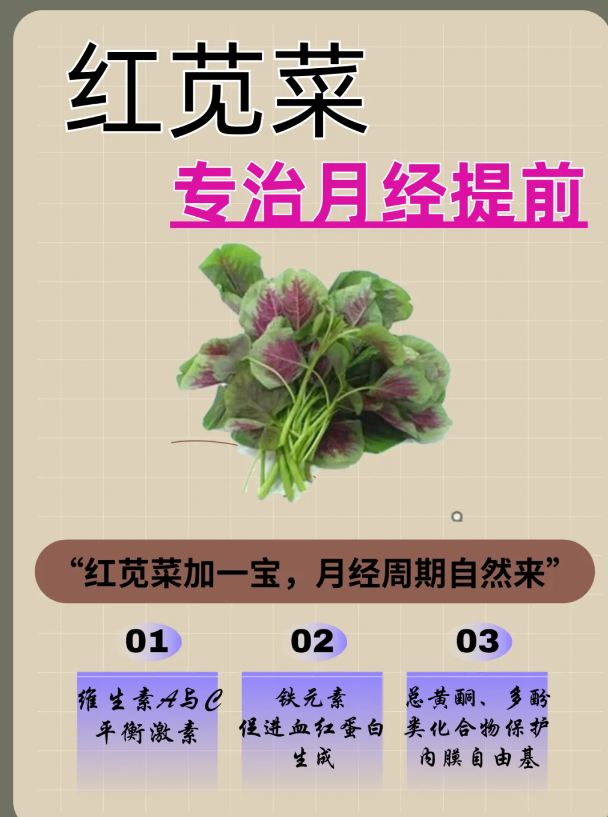 红苋菜
专治月经提前
“红苋菜加一宝，月经周期自然来”
01
02
03
维生素A与C
平衡激素
铁元素
促进血红蛋白
生成
总黄酮、多酚
类化合物保护
内膜自由基